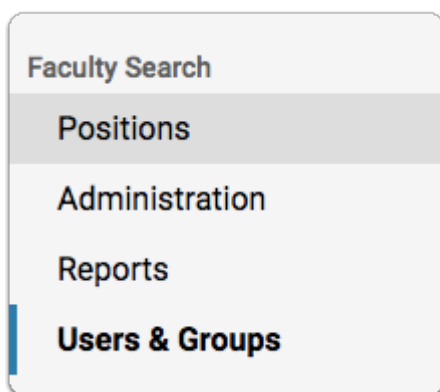 Faculty Search
Positions
Administration
Reports
Users & Groups